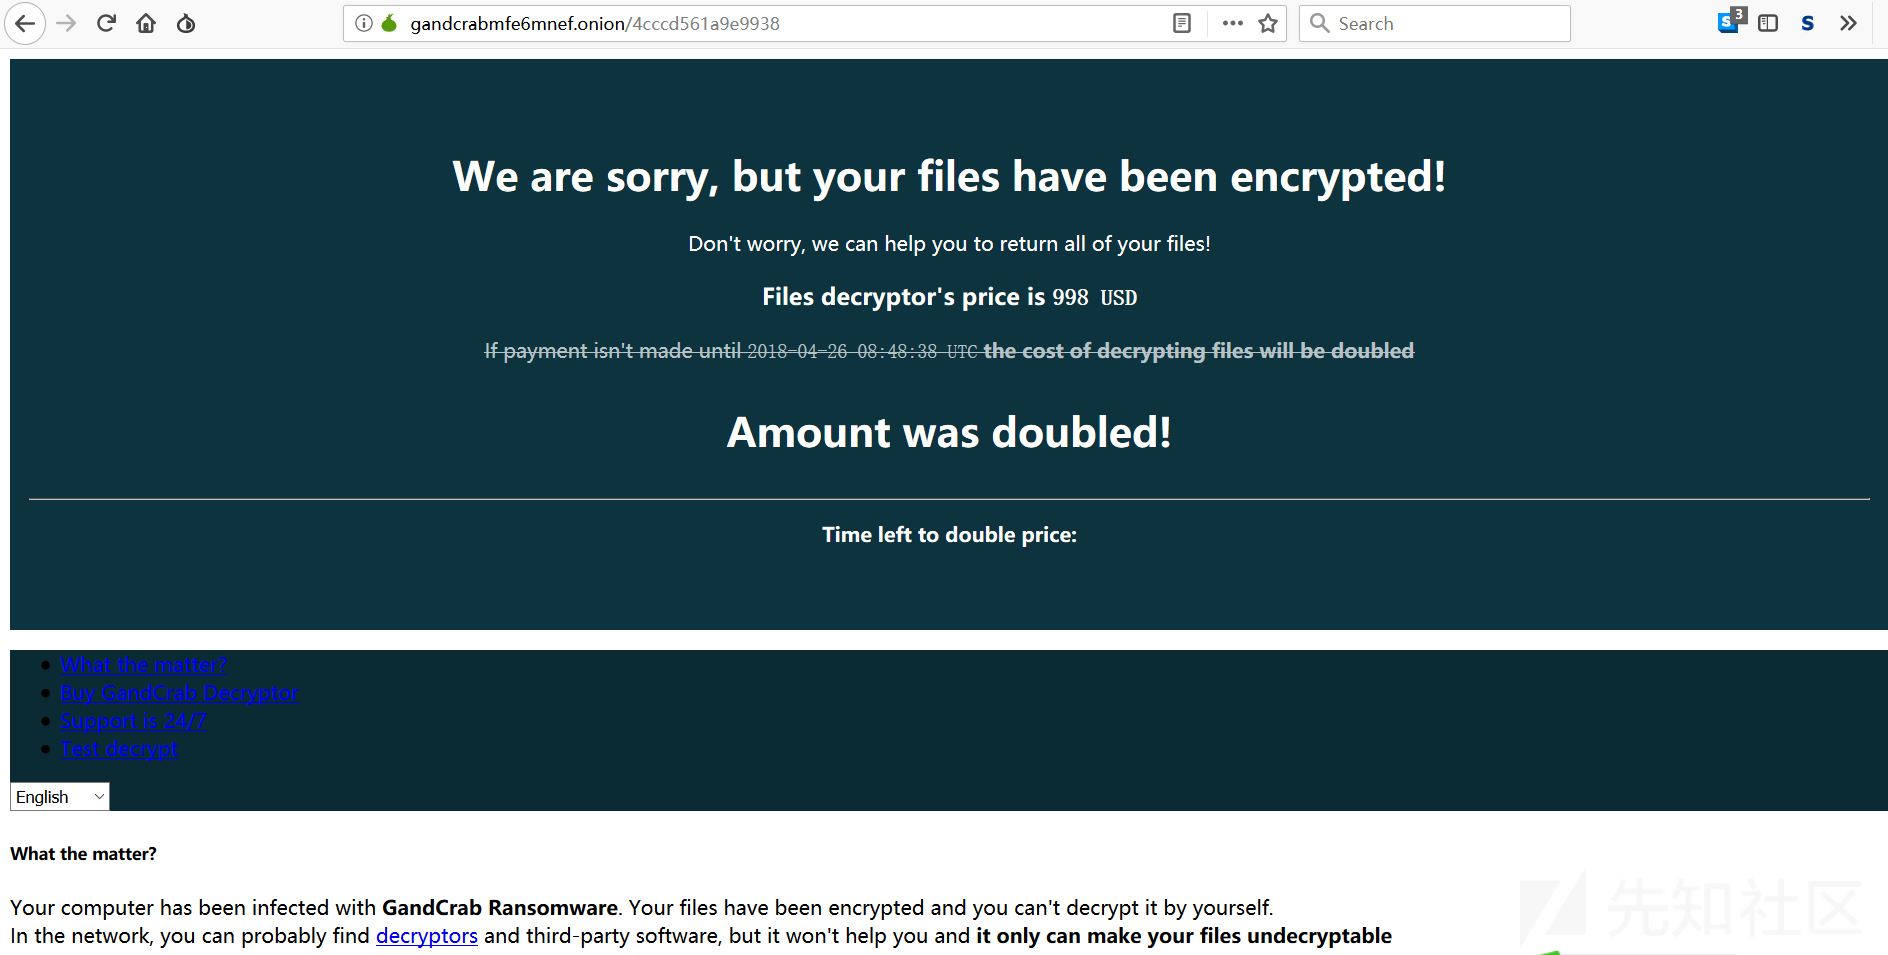 gandcrabmfe6mnef.onion/4cccd561a9e9938
Search
S 3
S
We are sorry, but your files have been encrypted!
Don't worry, we can help you to return all of your files!
Files decryptor's price is 998 USD
If payment isn't made until 2018-04-26 08:48:38 UTC the cost of decrypting files will be doubled
Amount was doubled!
Time left to double price:
What the matter?
Buy GandCrab Decryptor
Support is 24/7
Test decrypt
English
What the matter?
Your computer has been infected with GandCrab Ransomware. Your files have been encrypted and you can't decrypt it by yourself.
In the network, you can probably find decryptors and third-party software, but it won't help you and it only can make your files undecryptable
先知社区